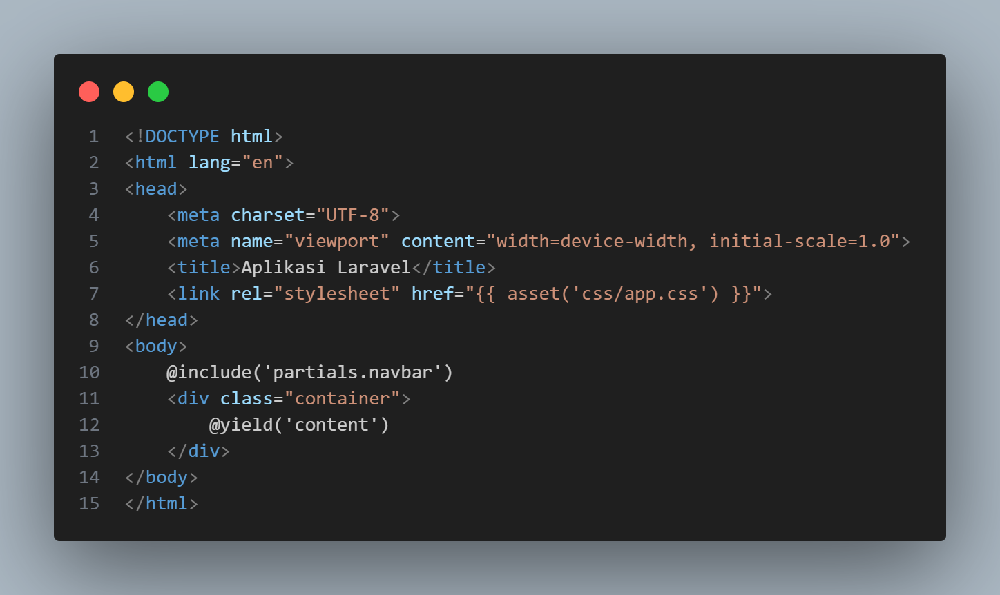 1 <!DOCTYPE html>
2 <html lang="en">
3 <head>
4     <meta charset="UTF-8">
5     <meta name="viewport" content="width=device-width, initial-scale=1.0">
6     <title>Aplikasi Laravel</title>
7     <link rel="stylesheet" href="{{ asset('css/app.css') }}">
8 </head>
9 <body>
10     @include('partials.navbar')
11     <div class="container">
12         @yield('content')
13     </div>
14 </body>
15 </html>